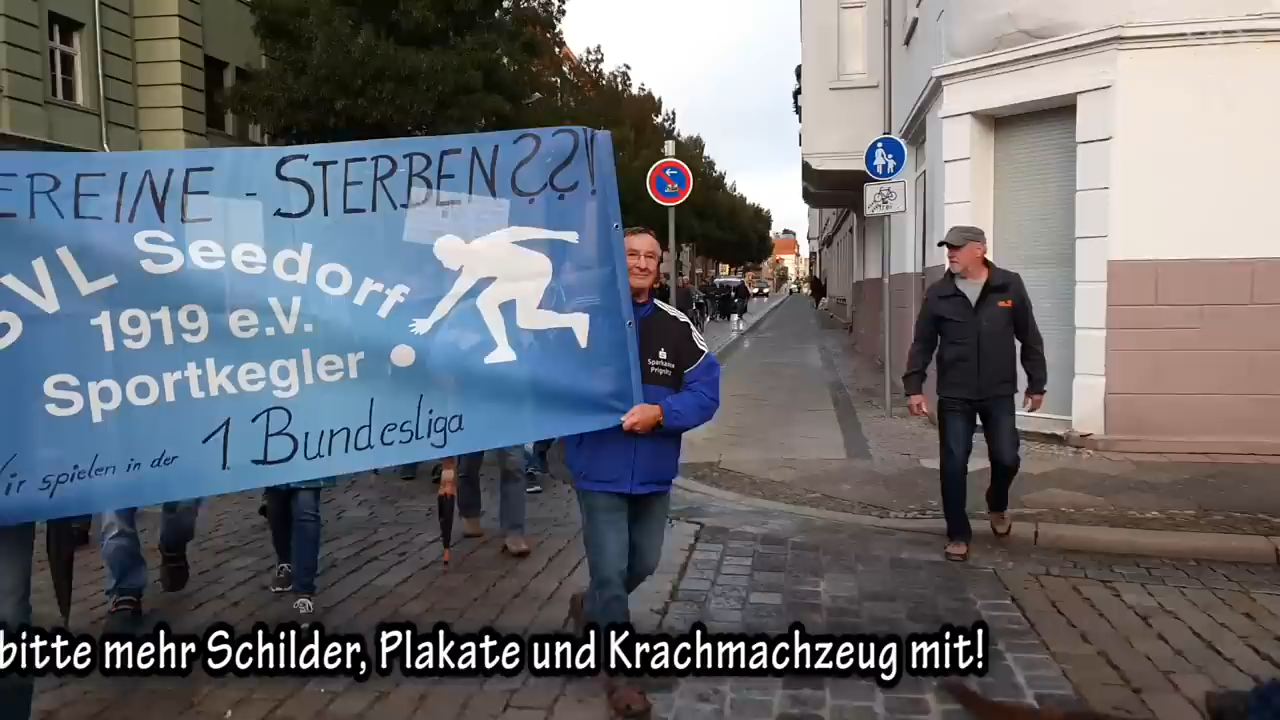 EREINE - STERBEN??!
VL Seedorf
1919 e.V.
Sportkegler
ir spielen in der 1 Bundesliga
Sparkasse
Prignitz
bitte mehr Schilder, Plakate und Krachmachzeug mit!